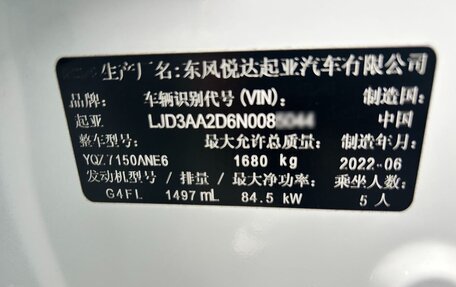 生产厂名:东风悦达起亚汽车有限公司
品牌: 车辆识别代号(VIN): 制造国:
起亚 LJD3AA2D6N008 中国
整车型号: 最大允许总质量: 制造年月:
YQZ7150ANE6 1680 kg 2022-06
发动机型号 / 排量 / 最大净功率: 乘坐人数:
G4FL 1497 mL 84.5 kW 5 人